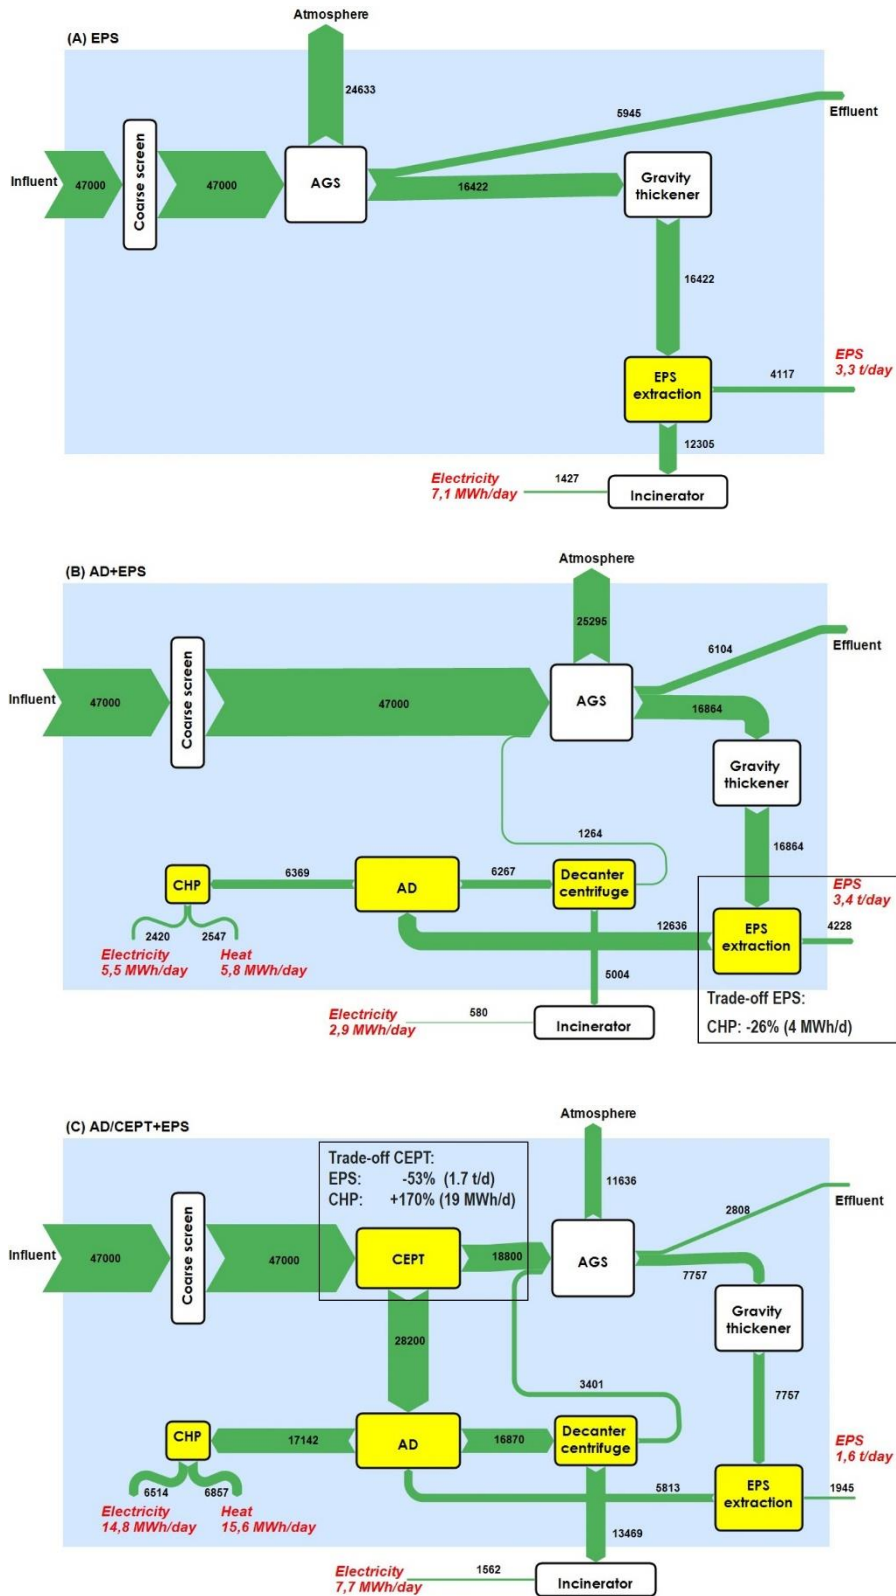 Atmosphere
(A) EPS
24633
5945
Effluent
Influent
47000
Coarse screen
47000
AGS
16422
Gravity
thickener
16422
EPS
3,3 t/day
EPS
extraction
4117
12305
Electricity
7,1 MWh/day
1427
Incinerator
Atmosphere
(B) AD+EPS
25295
6104
Effluent
Influent
47000
Coarse screen
47000
AGS
16864
Gravity
thickener
1264
16864
CHP
6369
AD
6267
Decanter
centrifuge
EPS
3,4 t/day
12636
EPS
extraction
4228
2420
2547
Electricity
5,5 MWh/day
Heat
5,8 MWh/day
5004
Trade-off EPS:
CHP: -26% (4 MWh/d)
Electricity
2,9 MWh/day
580
Incinerator
Atmosphere
(C) AD/CEPT+EPS
Trade-off CEPT:
EPS: -53% (1.7 t/d)
CHP: +170% (19 MWh/d)
11636
2808
Effluent
Influent
47000
Coarse screen
47000
CEPT
18800
AGS
7757
Gravity
thickener
28200
3401
7757
CHP
17142
AD
16870
Decanter
centrifuge
EPS
1,6 t/day
5813
EPS
extraction
1945
6514
6857
Electricity
14,8 MWh/day
Heat
15,6 MWh/day
13469
Electricity
7,7 MWh/day
1562
Incinerator